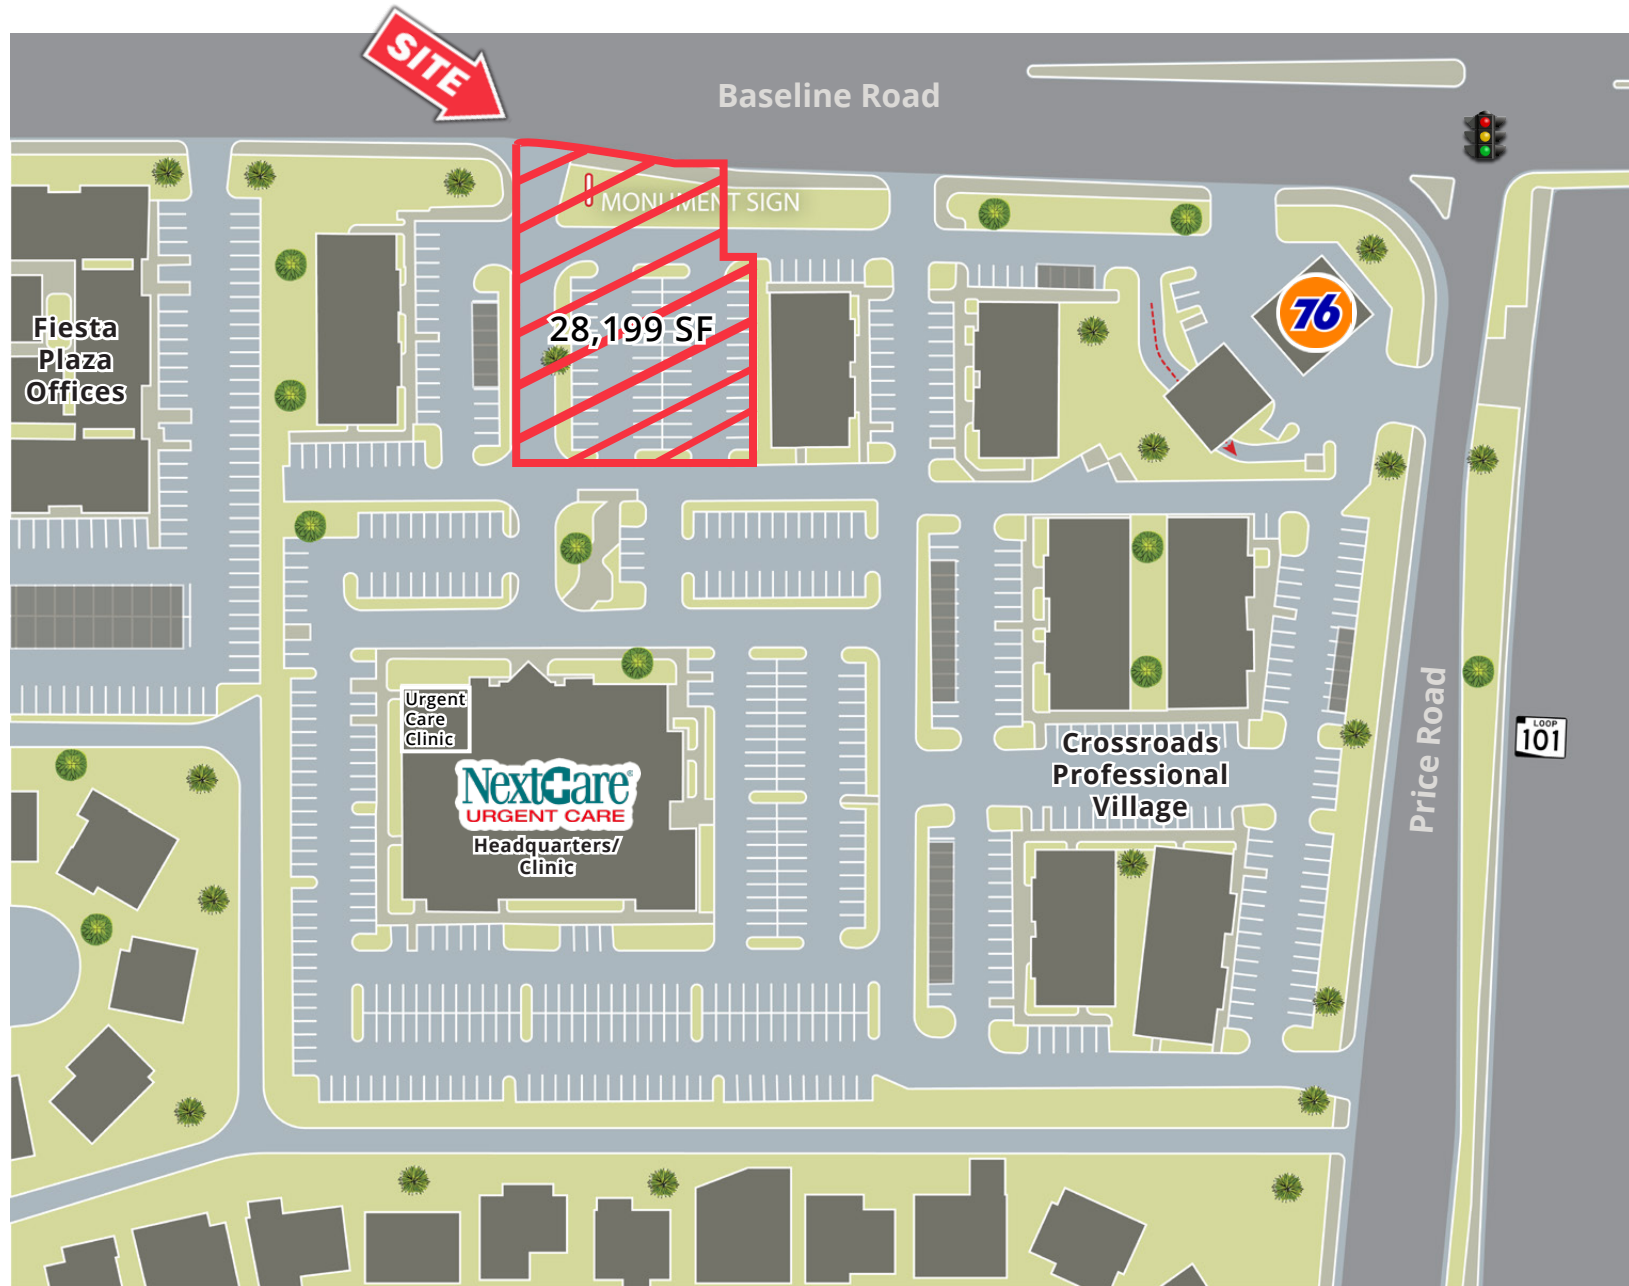 SITE
Baseline Road
MONUMENT SIGN
28,199 SF
76
Fiesta
Plaza
Offices
Urgent
Care
Clinic
NextCare®
URGENT CARE
Headquarters/
Clinic
Crossroads
Professional
Village
Price Road
LOOP
101